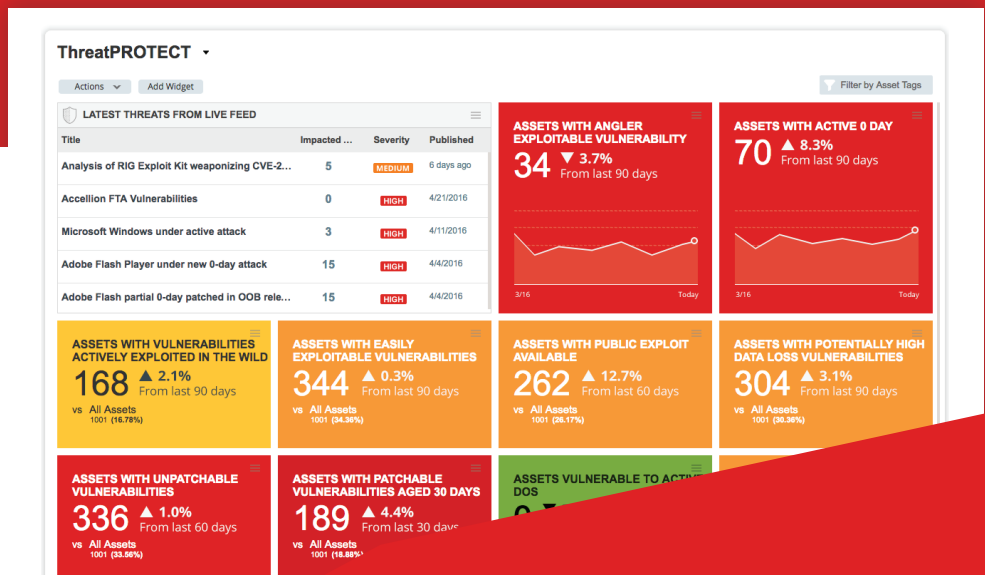 ThreatPROTECT
Actions
Add Widget
Filter by Asset Tags
LATEST THREATS FROM LIVE FEED
Title Impacted ... Severity Published
Analysis of RIG Exploit Kit weaponizing CVE-2... 5 MEDIUM 6 days ago
Accellion FTA Vulnerabilities 0 HIGH 4/21/2016
Microsoft Windows under active attack 3 HIGH 4/11/2016
Adobe Flash Player under new 0-day attack 15 HIGH 4/4/2016
Adobe Flash partial 0-day patched in OOB rele... 15 HIGH 4/4/2016
ASSETS WITH ANGLER
EXPLOITABLE VULNERABILITY
34 ▼ 3.7%
From last 90 days
3/16 Today
ASSETS WITH ACTIVE 0 DAY
70 ▲ 8.3%
From last 90 days
3/16 Today
ASSETS WITH VULNERABILITIES
ACTIVELY EXPLOITED IN THE WILD
168 ▲ 2.1%
From last 90 days
vs All Assets
1001 (16.78%)
ASSETS WITH EASILY
EXPLOITABLE VULNERABILITIES
344 ▲ 0.3%
From last 90 days
vs All Assets
1001 (34.36%)
ASSETS WITH PUBLIC EXPLOIT
AVAILABLE
262 ▲ 12.7%
From last 60 days
vs All Assets
1001 (26.17%)
ASSETS WITH POTENTIALLY HIGH
DATA LOSS VULNERABILITIES
304 ▲ 3.1%
From last 90 days
vs All Assets
1001 (30.36%)
ASSETS WITH UNPATCHABLE
VULNERABILITIES
336 ▲ 1.0%
From last 60 days
vs All Assets
1001 (33.56%)
ASSETS WITH PATCHABLE
VULNERABILITIES AGED 30 DAYS
189 ▲ 4.4%
From last 30 days
vs All Assets
1001 (18.88%)
ASSETS VULNERABLE TO
DOS